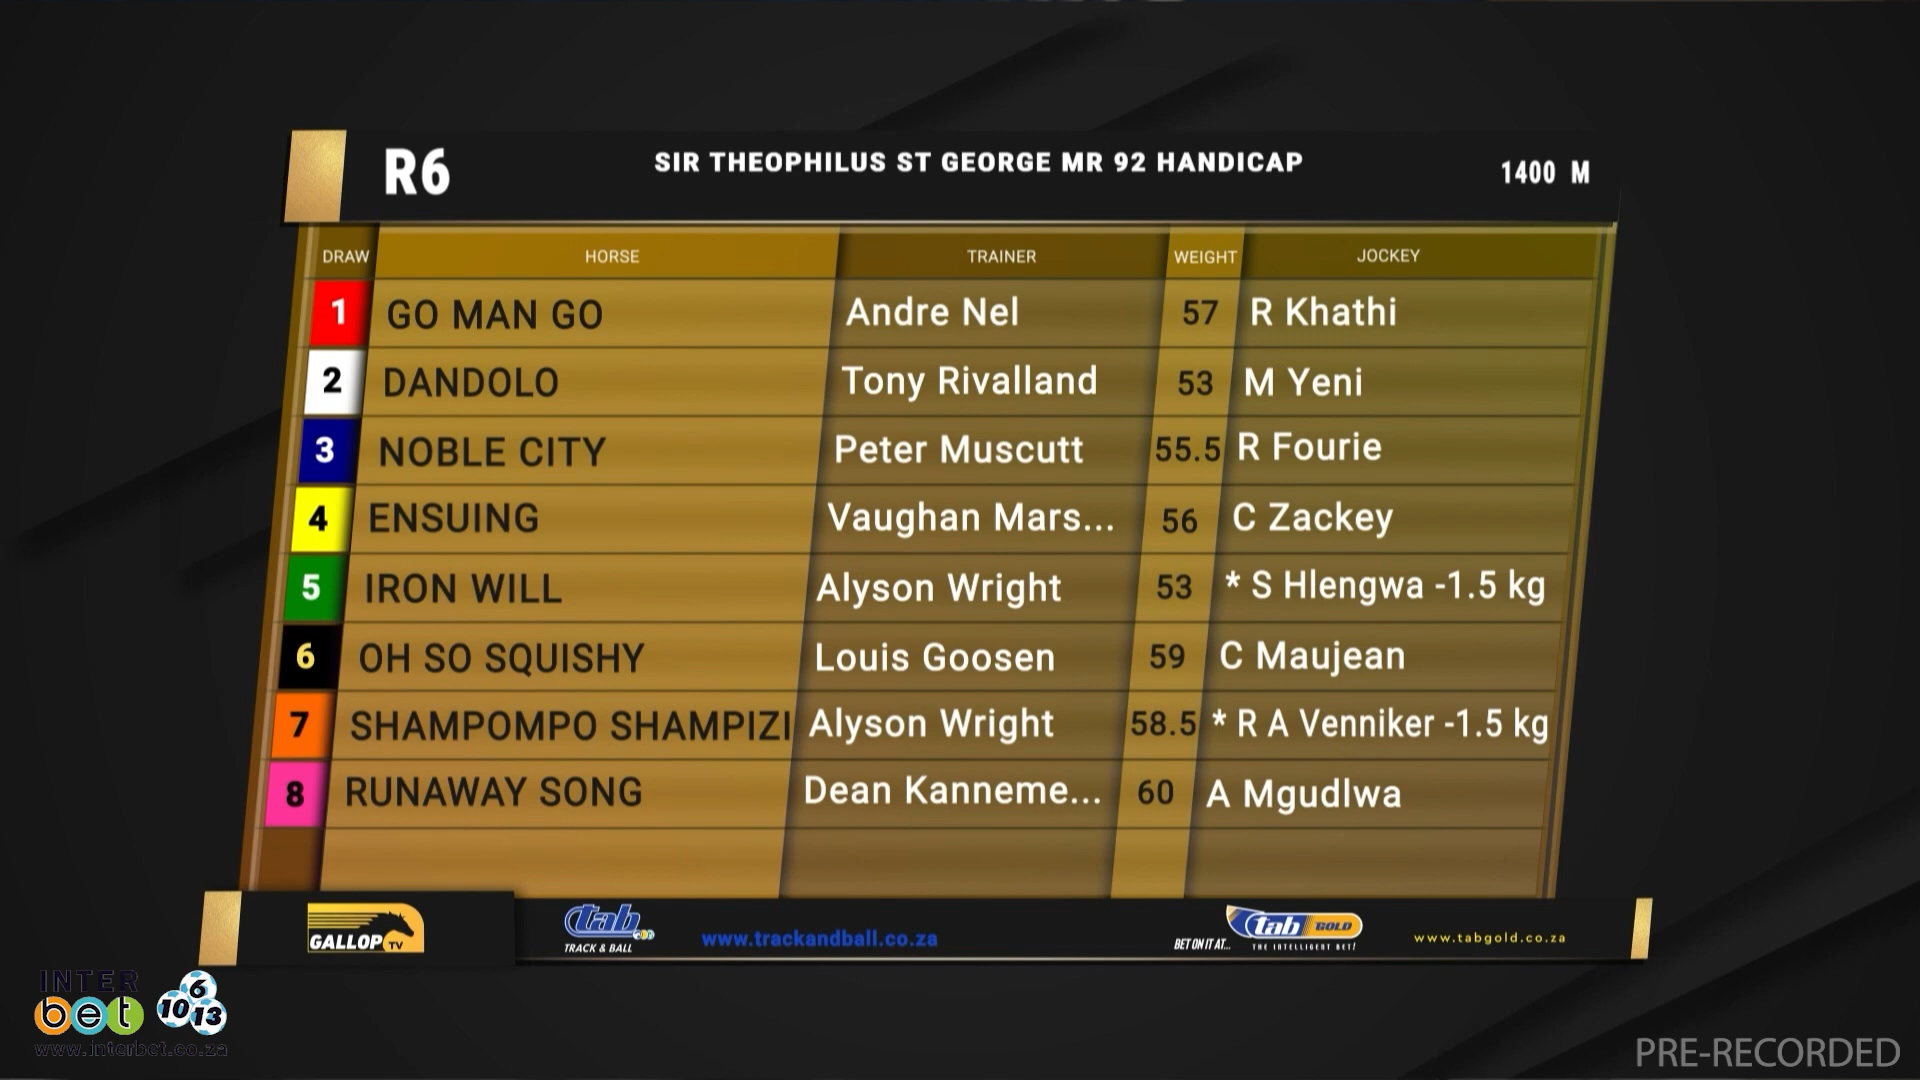 R6 SIR THEOPHILUS ST GEORGE MR 92 HANDICAP 1400 M
DRAW HORSE TRAINER WEIGHT JOCKEY
1 GO MAN GO Andre Nel 57 R Khathi
2 DANDOLO Tony Rivalland 53 M Yeni
3 NOBLE CITY Peter Muscutt 55.5 R Fourie
4 ENSUING Vaughan Mars... 56 C Zackey
5 IRON WILL Alyson Wright 53 * S Hlengwa -1.5 kg
6 OH SO SQUISHY Louis Goosen 59 C Maujean
7 SHAMPOMPO SHAMPIZI Alyson Wright 58.5 * R A Venniker -1.5 kg
8 RUNAWAY SONG Dean Kanneme... 60 A Mgudlwa
GALLOP TV
tab
TRACK & BALL
www.trackandball.co.za
BET ON IT AT...
tab GOLD
THE INTELLIGENT BET!
www.tabgold.co.za
INTER
bet
6
10 13
www.interbet.co.za
PRE-RECORDED